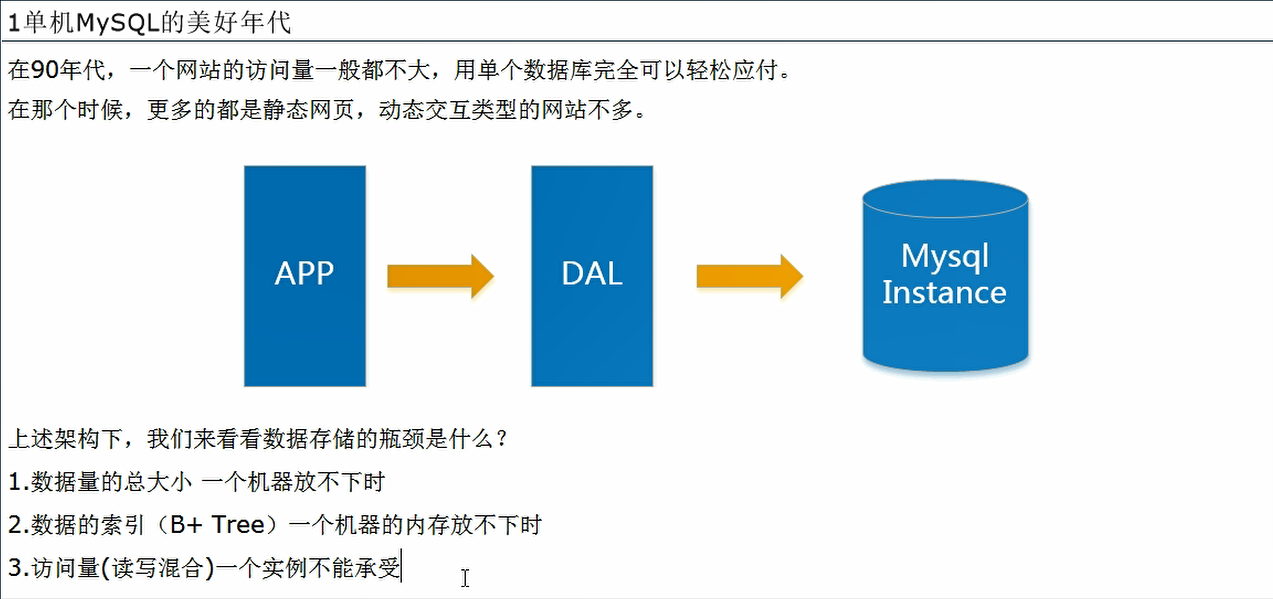 1单机MySQL的美好年代
在90年代，一个网站的访问量一般都不大，用单个数据库完全可以轻松应付。
在那个时候，更多的都是静态网页，动态交互类型的网站不多。
APP
DAL
Mysql
Instance
上述架构下，我们来看看数据存储的瓶颈是什么？
1.数据量的总大小 一个机器放不下时
2.数据的索引（B+ Tree）一个机器的内存放不下时
3.访问量(读写混合)一个实例不能承受